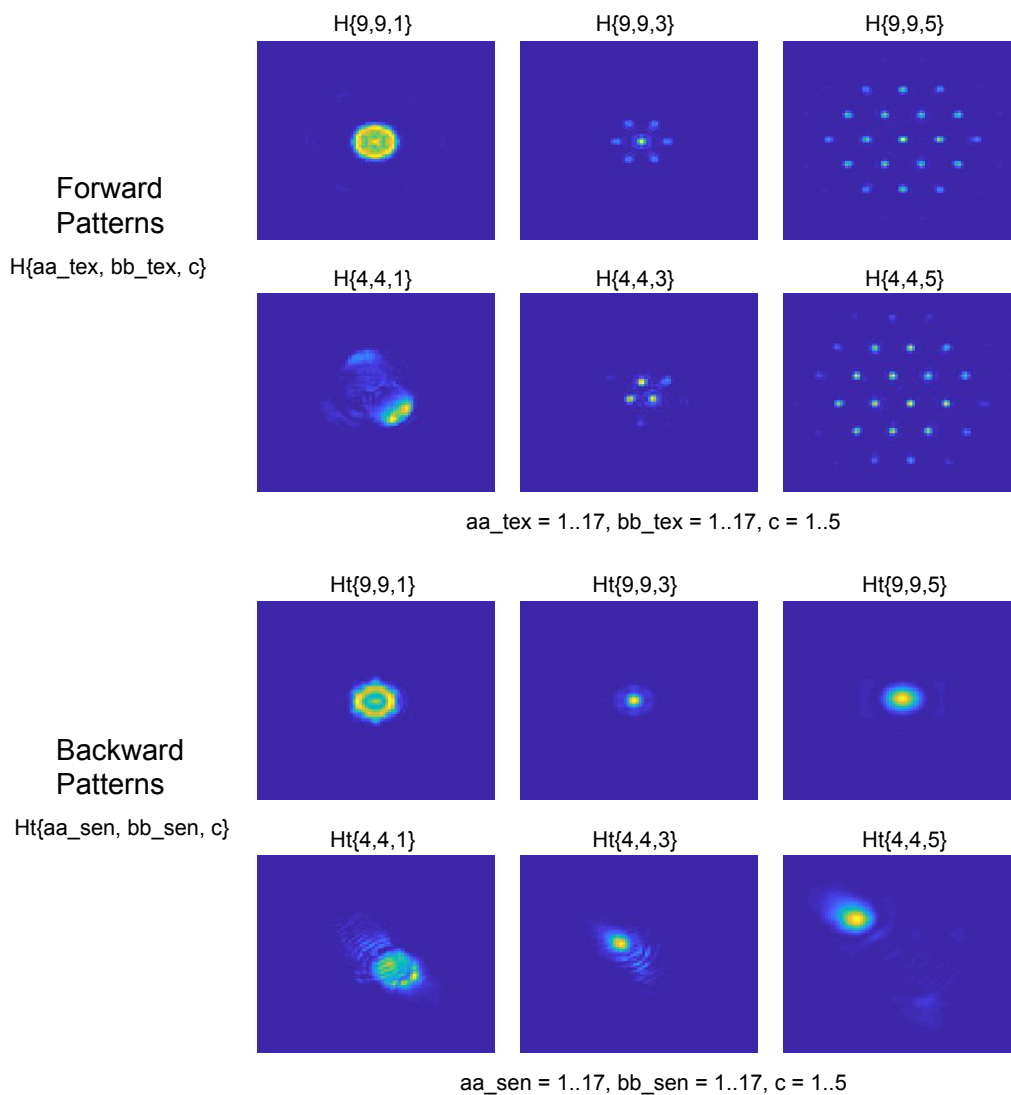 H{9,9,1} H{9,9,3} H{9,9,5}
Forward
Patterns
H{aa_tex, bb_tex, c}
H{4,4,1} H{4,4,3} H{4,4,5}
aa_tex = 1..17, bb_tex = 1..17, c = 1..5
Ht{9,9,1} Ht{9,9,3} Ht{9,9,5}
Backward
Patterns
Ht{aa_sen, bb_sen, c}
Ht{4,4,1} Ht{4,4,3} Ht{4,4,5}
aa_sen = 1..17, bb_sen = 1..17, c = 1..5